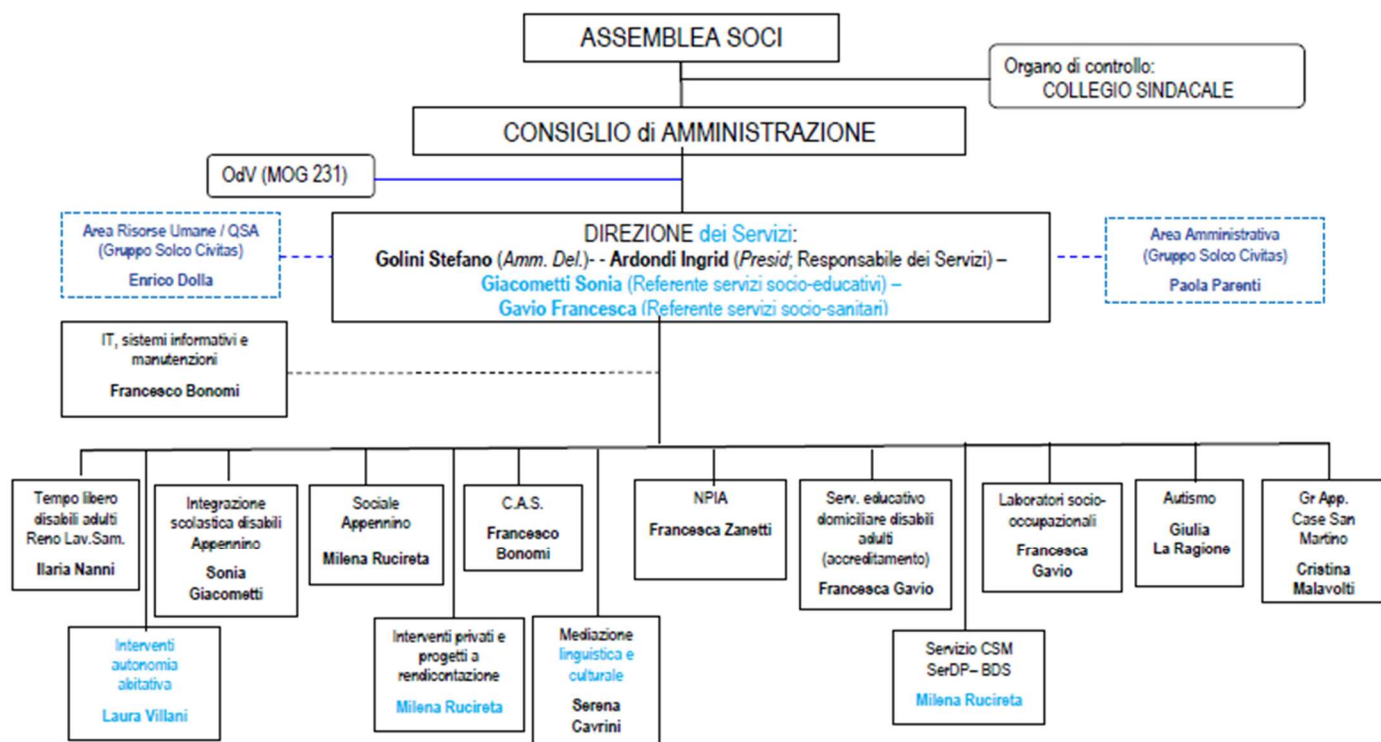 ASSEMBLEA SOCI
Organo di controllo:
COLLEGIO SINDACALE
CONSIGLIO di AMMINISTRAZIONE
OdV (MOG 231)
Area Risorse Umane / QSA
(Gruppo Solco Civitas)
Enrico Dolla
DIREZIONE dei Servizi:
Golini Stefano (Amm. Del.)- - Ardondi Ingrid (Presid; Responsabile dei Servizi) –
Giacometti Sonia (Referente servizi socio-educativi) –
Gavio Francesca (Referente servizi socio-sanitari)
Area Amministrativa
(Gruppo Solco Civitas)
Paola Parenti
IT, sistemi informativi e
manutenzioni
Francesco Bonomi
Tempo libero
disabili adulti
Reno Lav.Sam.
Ilaria Nanni
Integrazione
scolastica disabili
Appennino
Sonia
Giacometti
Sociale
Appennino
Milena Rucireta
C.A.S.
Francesco
Bonomi
NPIA
Francesca Zanetti
Serv. educativo
domiciliare disabili
adulti
(accreditamento)
Francesca Gavio
Laboratori socio-
occupazionali
Francesca
Gavio
Autismo
Giulia
La Ragione
Gr App.
Case San
Martino
Cristina
Malavolti
Interventi
autonomia
abitativa
Laura Villani
Interventi privati e
progetti a
rendicontazione
Milena Rucireta
Mediazione
linguistica e
culturale
Serena
Cavrini
Servizio CSM
SerDP– BDS
Milena Rucireta